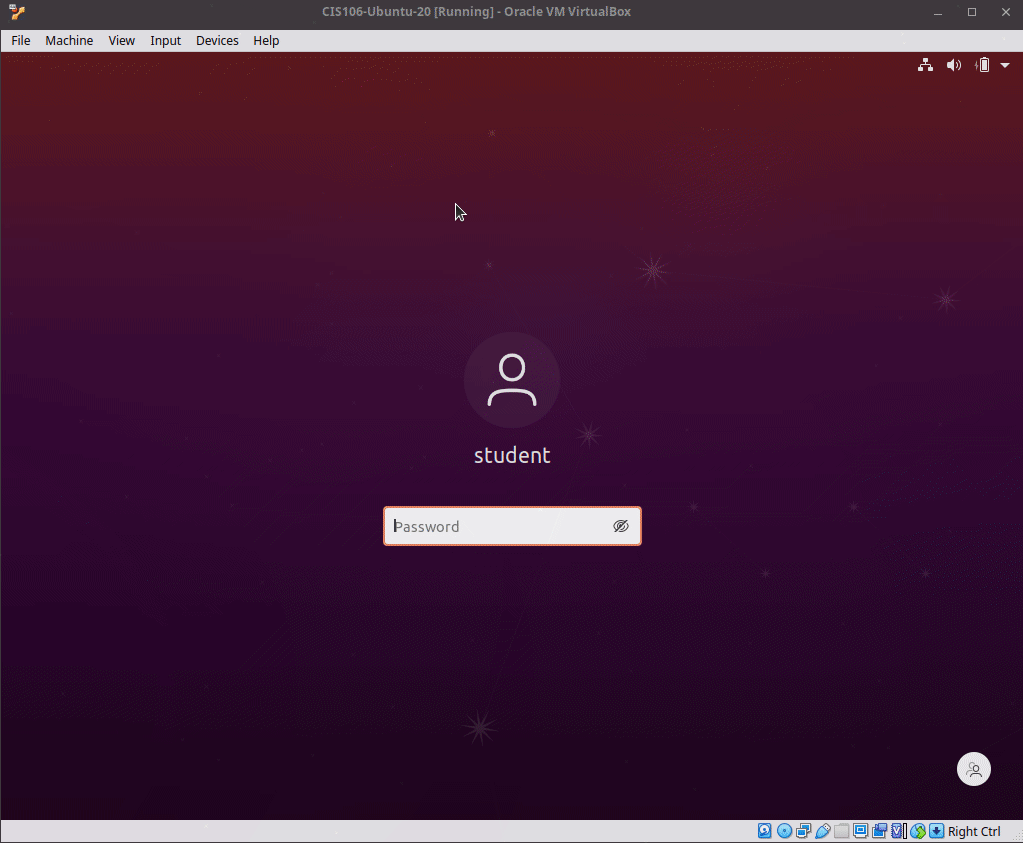 CIS106-Ubuntu-20 [Running] - Oracle VM VirtualBox
File Machine View Input Devices Help
student
Password
Right Ctrl